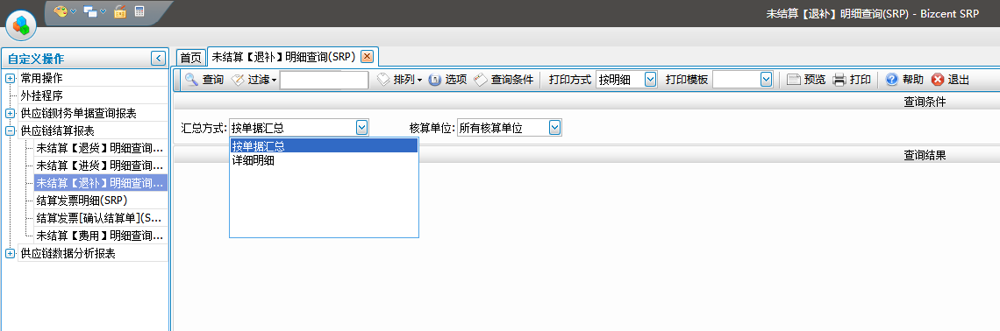 未结算【退补】明细查询(SRP) - Bizcent SRP
自定义操作
常用操作
外挂程序
供应链财务单据查询报表
供应链结算报表
未结算【退货】明细查询...
未结算【进货】明细查询...
未结算【退补】明细查询...
结算发票明细(SRP)
结算发票[确认结算单](S...
未结算【费用】明细查询...
供应链数据分析报表
首页 未结算【退补】明细查询(SRP)
查询 过滤 排列 选项 查询条件 打印方式 按明细 打印模板 预览 打印 帮助 退出
查询条件
汇总方式: 按单据汇总 核算单位: 所有核算单位
按单据汇总
详细明细
查询结果